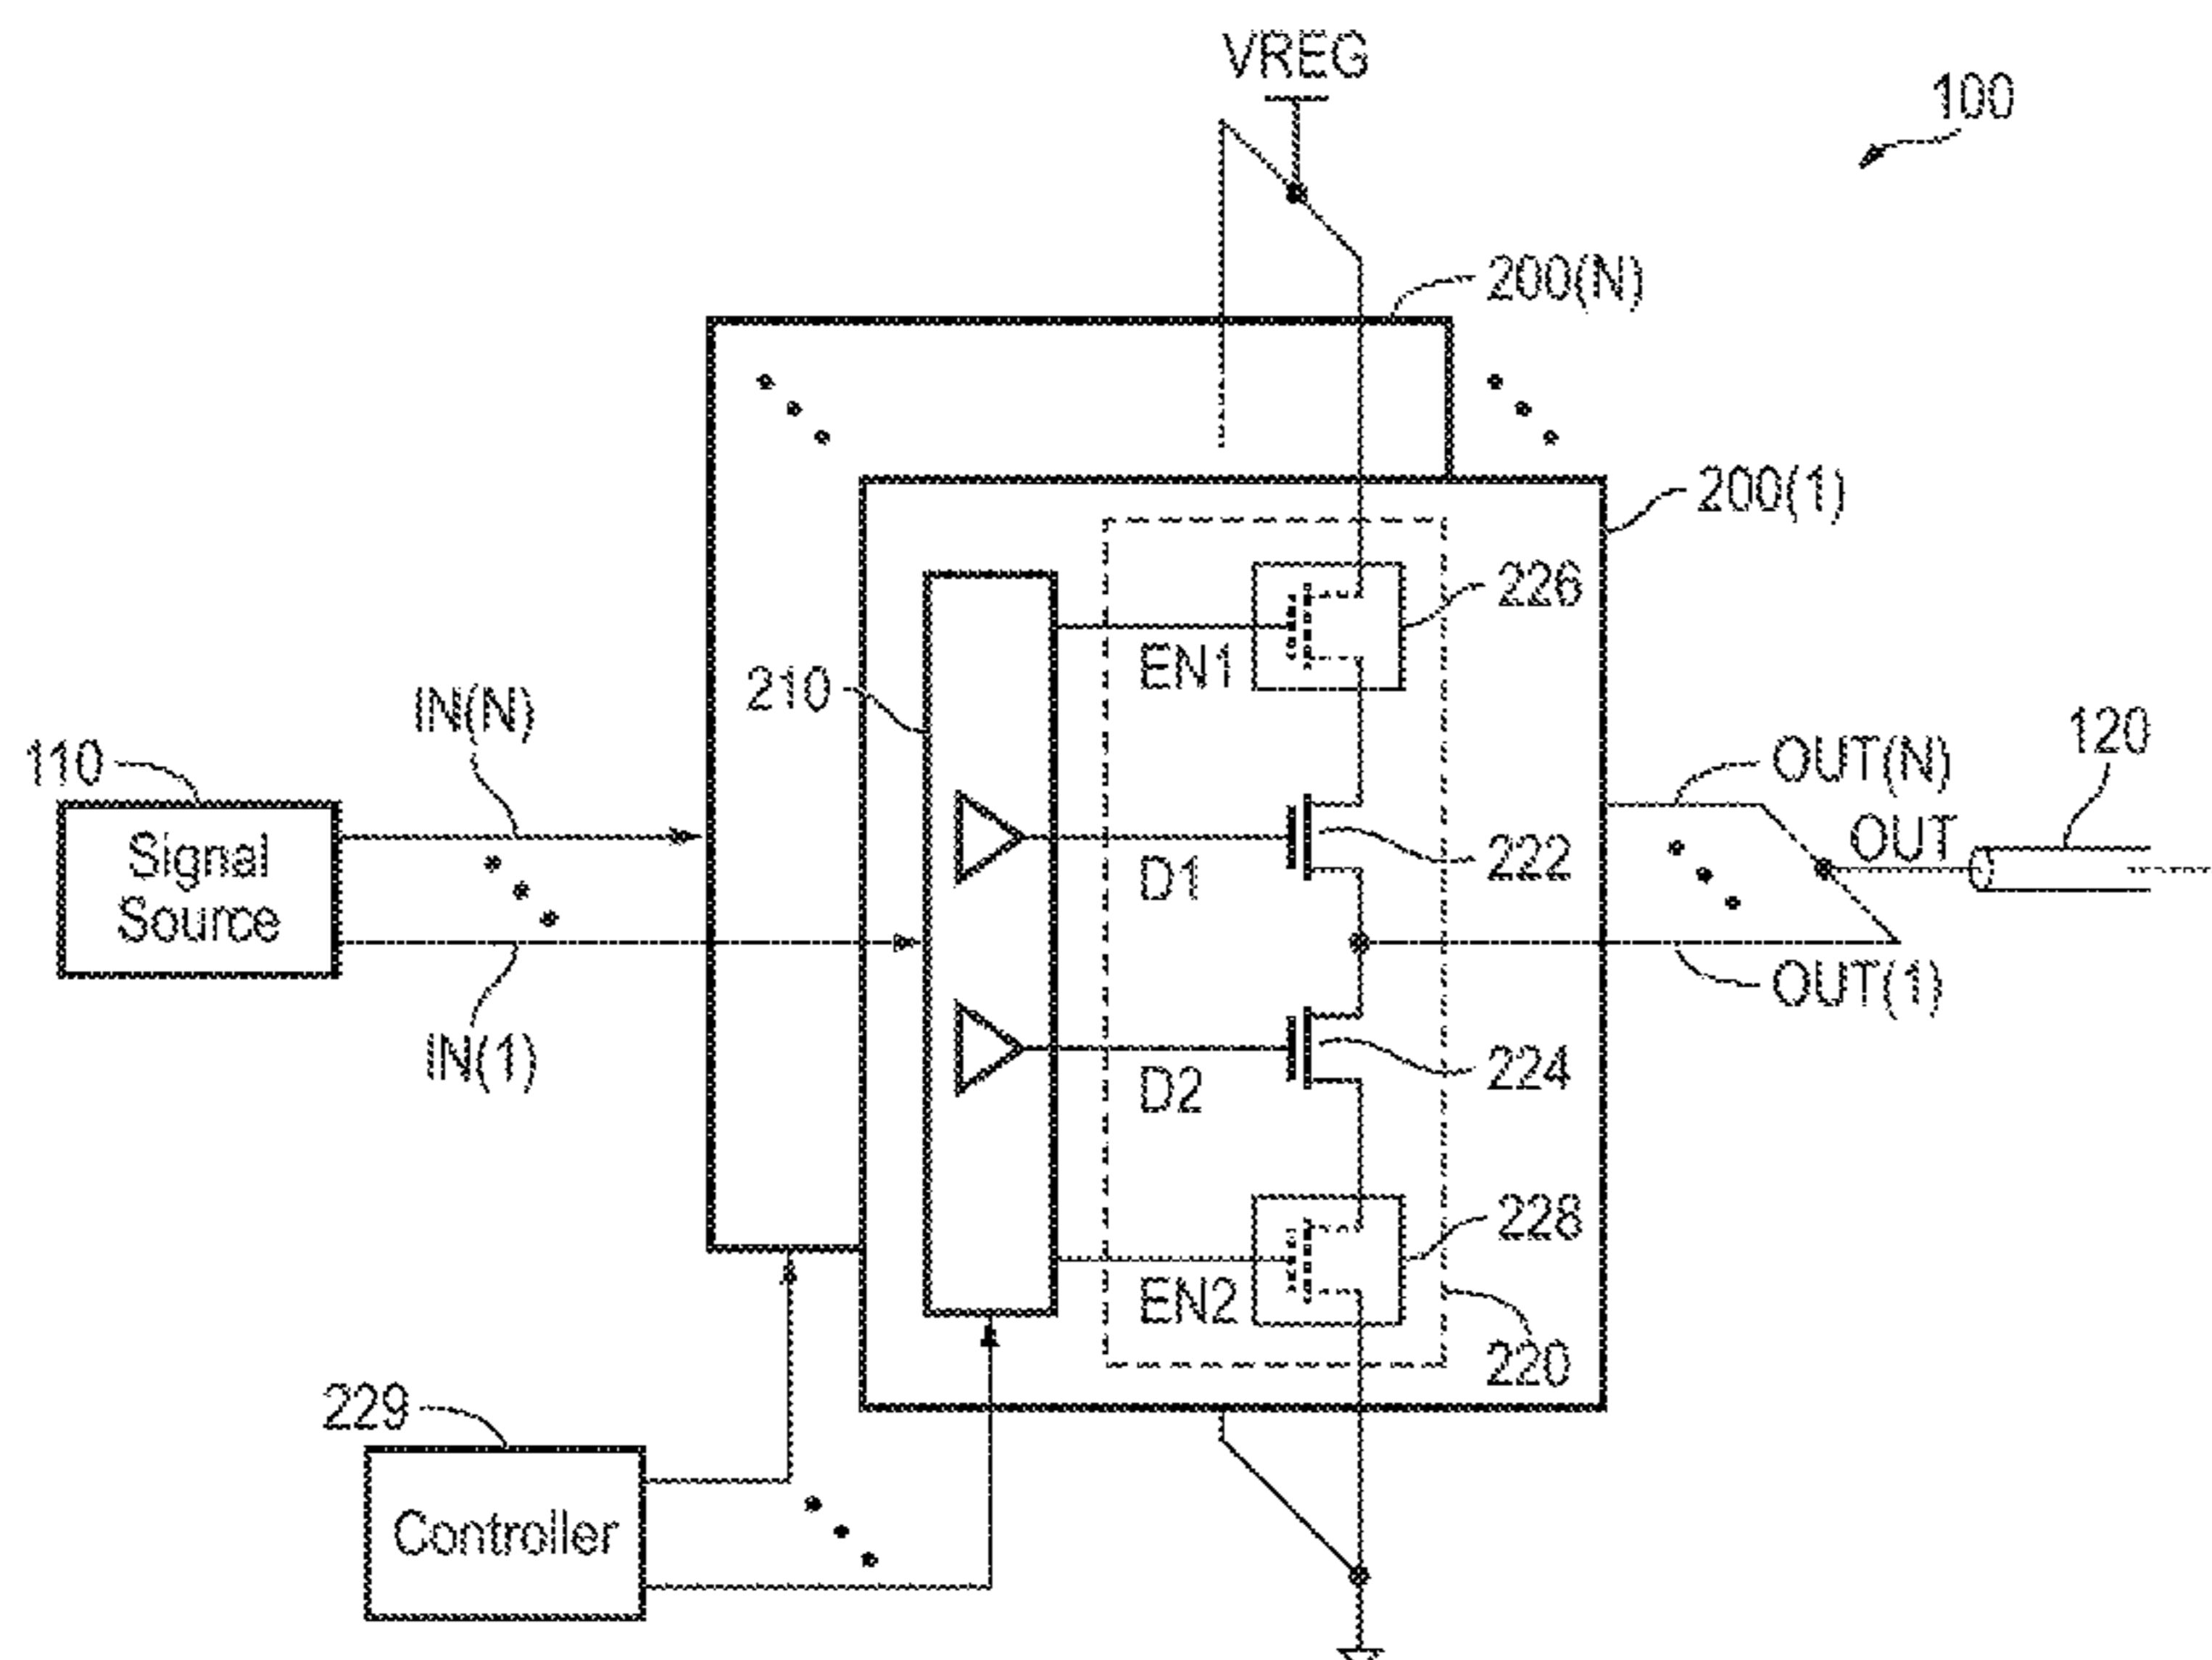 VREG
100
200(N)
200(1)
226
EN1
210
IN(N)
110
Signal
Source
D1
222
OUT(N)
OUT
120
OUT(1)
IN(1)
D2
224
EN2
228
220
229
Controller